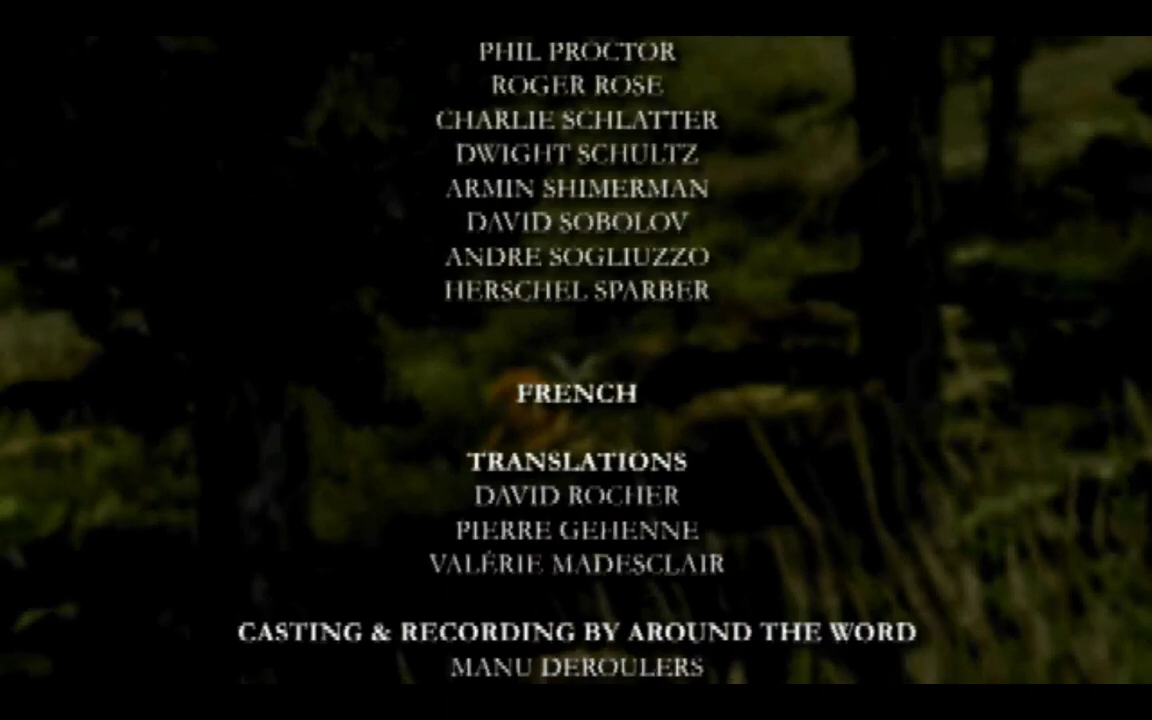 PHIL PROCTOR
ROGER ROSE
CHARLIE SCHLATTER
DWIGHT SCHULTZ
ARMIN SHIMERMAN
DAVID SOBOLOV
ANDRE SOGLIUZZO
HERSCHEL SPARBER
FRENCH
TRANSLATIONS
DAVID ROCHER
PIERRE GEHENNE
VALÉRIE MADESCLAIR
CASTING & RECORDING BY AROUND THE WORD
MANU DEROULERS